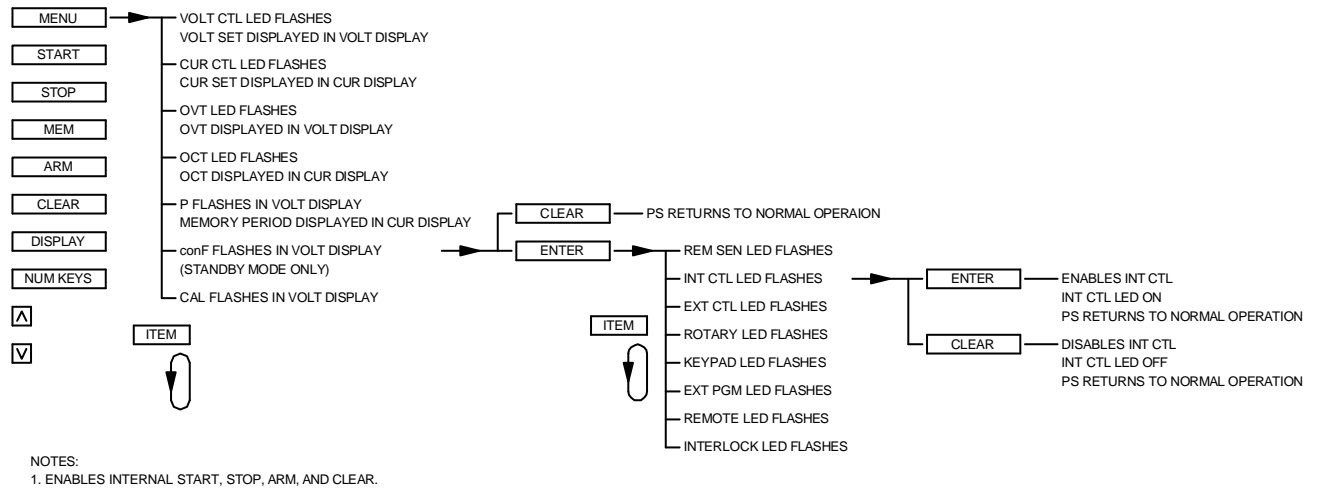 MENU
START
STOP
MEM
ARM
CLEAR
DISPLAY
NUM KEYS
VOLT CTL LED FLASHES
VOLT SET DISPLAYED IN VOLT DISPLAY
CUR CTL LED FLASHES
CUR SET DISPLAYED IN CUR DISPLAY
OVT LED FLASHES
OVT DISPLAYED IN VOLT DISPLAY
OCT LED FLASHES
OCT DISPLAYED IN CUR DISPLAY
P FLASHES IN VOLT DISPLAY
MEMORY PERIOD DISPLAYED IN CUR DISPLAY
conF FLASHES IN VOLT DISPLAY
(STANDBY MODE ONLY)
CAL FLASHES IN VOLT DISPLAY
ITEM
CLEAR
PS RETURNS TO NORMAL OPERAION
ENTER
REM SEN LED FLASHES
INT CTL LED FLASHES
EXT CTL LED FLASHES
ROTARY LED FLASHES
KEYPAD LED FLASHES
EXT PGM LED FLASHES
REMOTE LED FLASHES
INTERLOCK LED FLASHES
ITEM
ENTER
ENABLES INT CTL
INT CTL LED ON
PS RETURNS TO NORMAL OPERATION
CLEAR
DISABLES INT CTL
INT CTL LED OFF
PS RETURNS TO NORMAL OPERATION
NOTES:
1. ENABLES INTERNAL START, STOP, ARM, AND CLEAR.